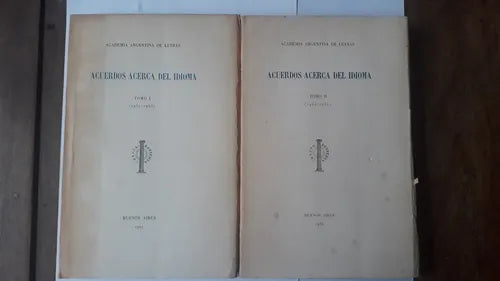 ACADEMIA ARGENTINA DE LETRAS
ACUERDOS ACERCA DEL IDIOMA
TOMO I
BUENOS AIRES
ACADEMIA ARGENTINA DE LETRAS
ACUERDOS ACERCA DEL IDIOMA
TOMO II
BUENOS AIRES